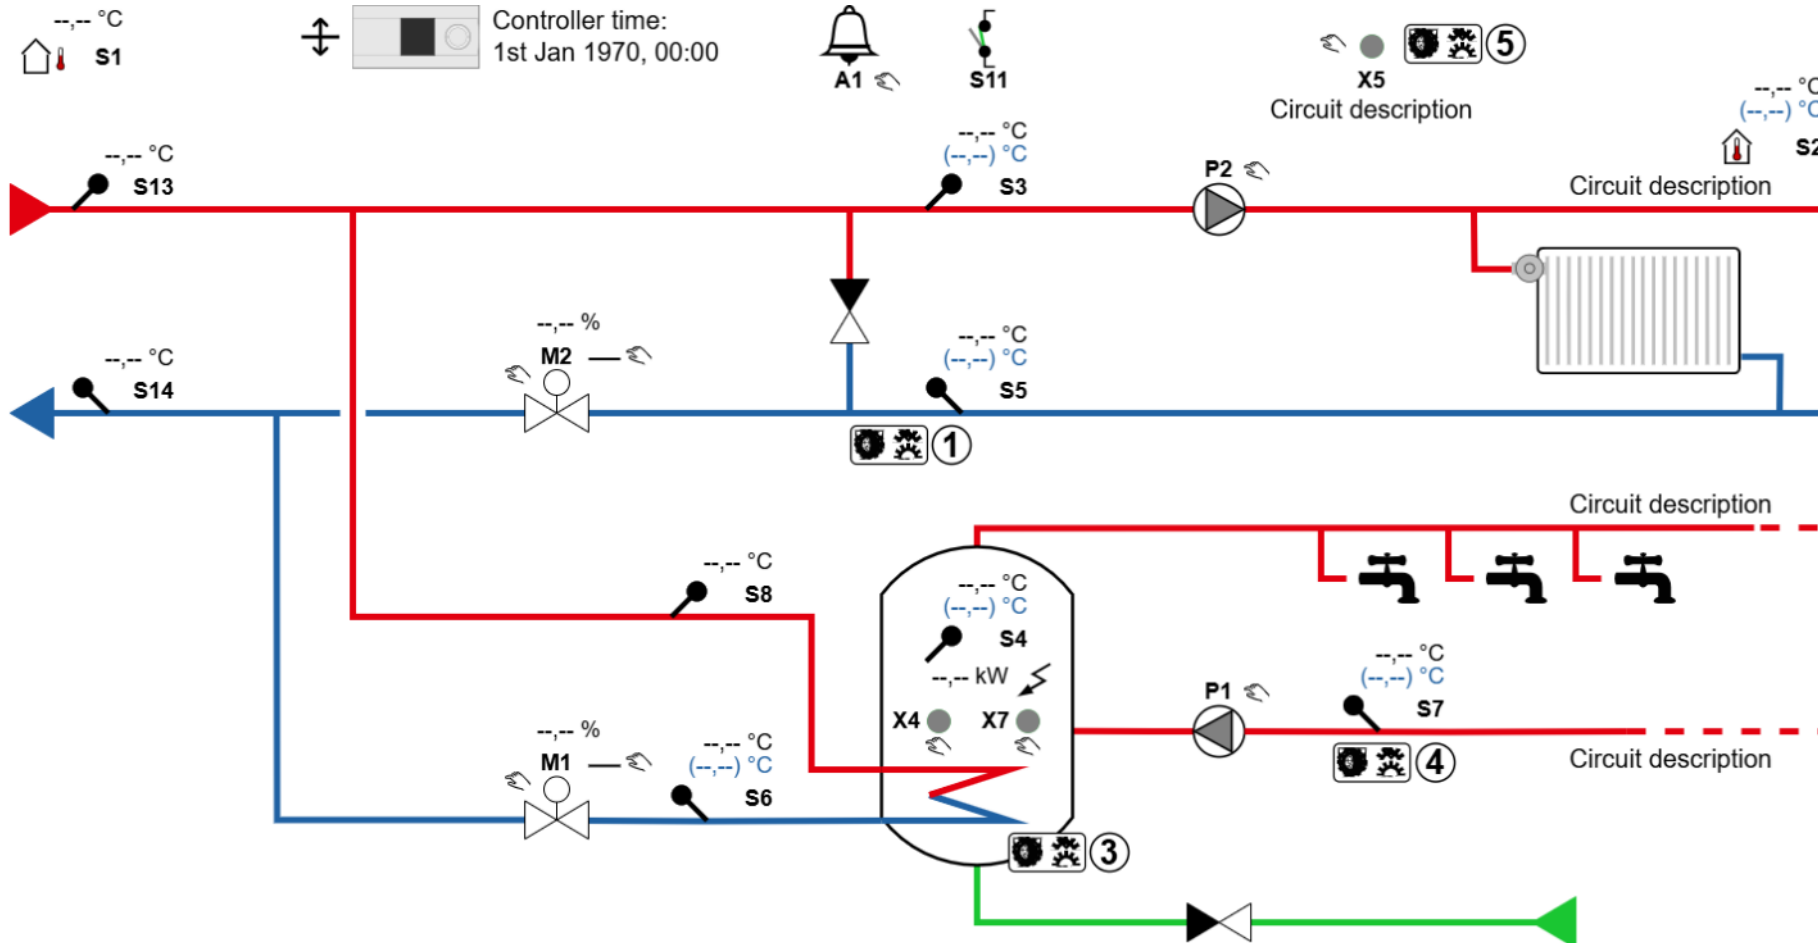 --,-- °C
S1
Controller time:
1st Jan 1970, 00:00
A1
S11
X5
5
Circuit description
--,-- °C
(--,--) °C
S2
--,-- °C
S13
--,-- °C
(--,--) °C
S3
P2
Circuit description
--,-- %
M2
--,-- °C
S14
--,-- °C
(--,--) °C
S5
1
Circuit description
--,-- °C
S8
--,-- °C
(--,--) °C
S4
--,-- kW
X4
X7
P1
--,-- °C
(--,--) °C
S7
4
Circuit description
--,-- %
M1
--,-- °C
(--,--) °C
S6
3